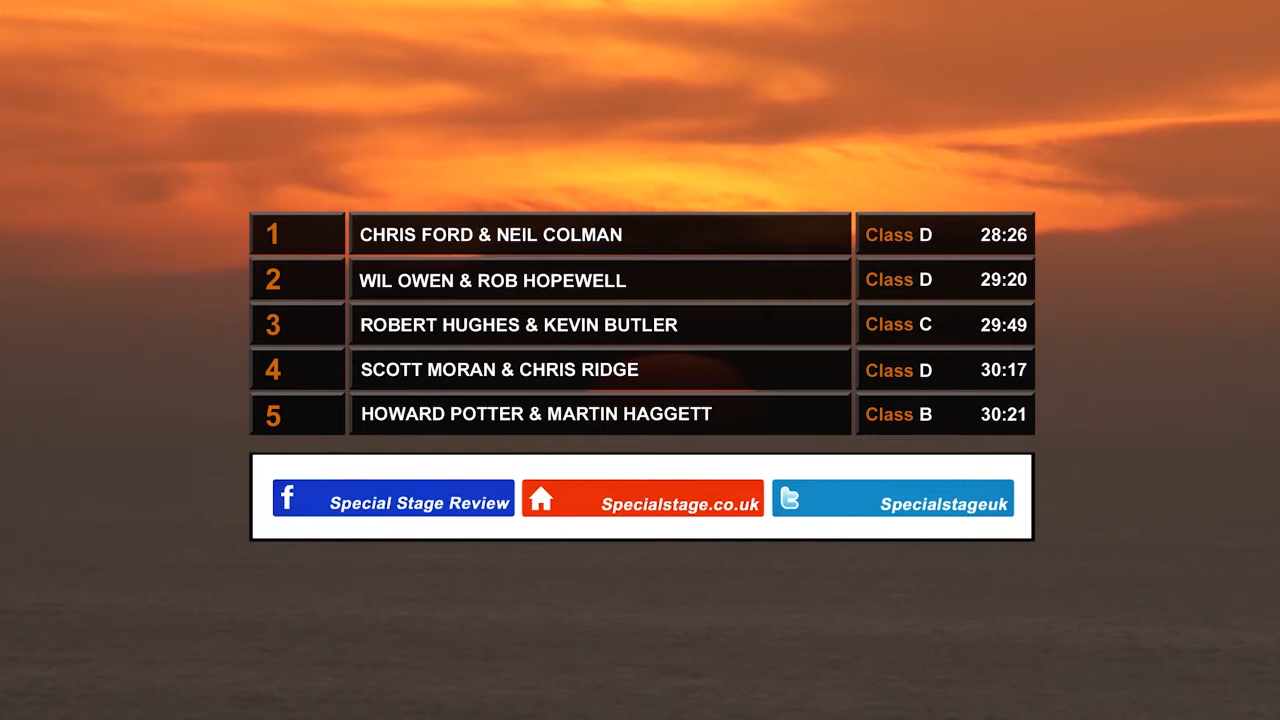 1 CHRIS FORD & NEIL COLMAN Class D 28:26
2 WIL OWEN & ROB HOPEWELL Class D 29:20
3 ROBERT HUGHES & KEVIN BUTLER Class C 29:49
4 SCOTT MORAN & CHRIS RIDGE Class D 30:17
5 HOWARD POTTER & MARTIN HAGGETT Class B 30:21
f Special Stage Review Specialstage.co.uk Specialstageuk